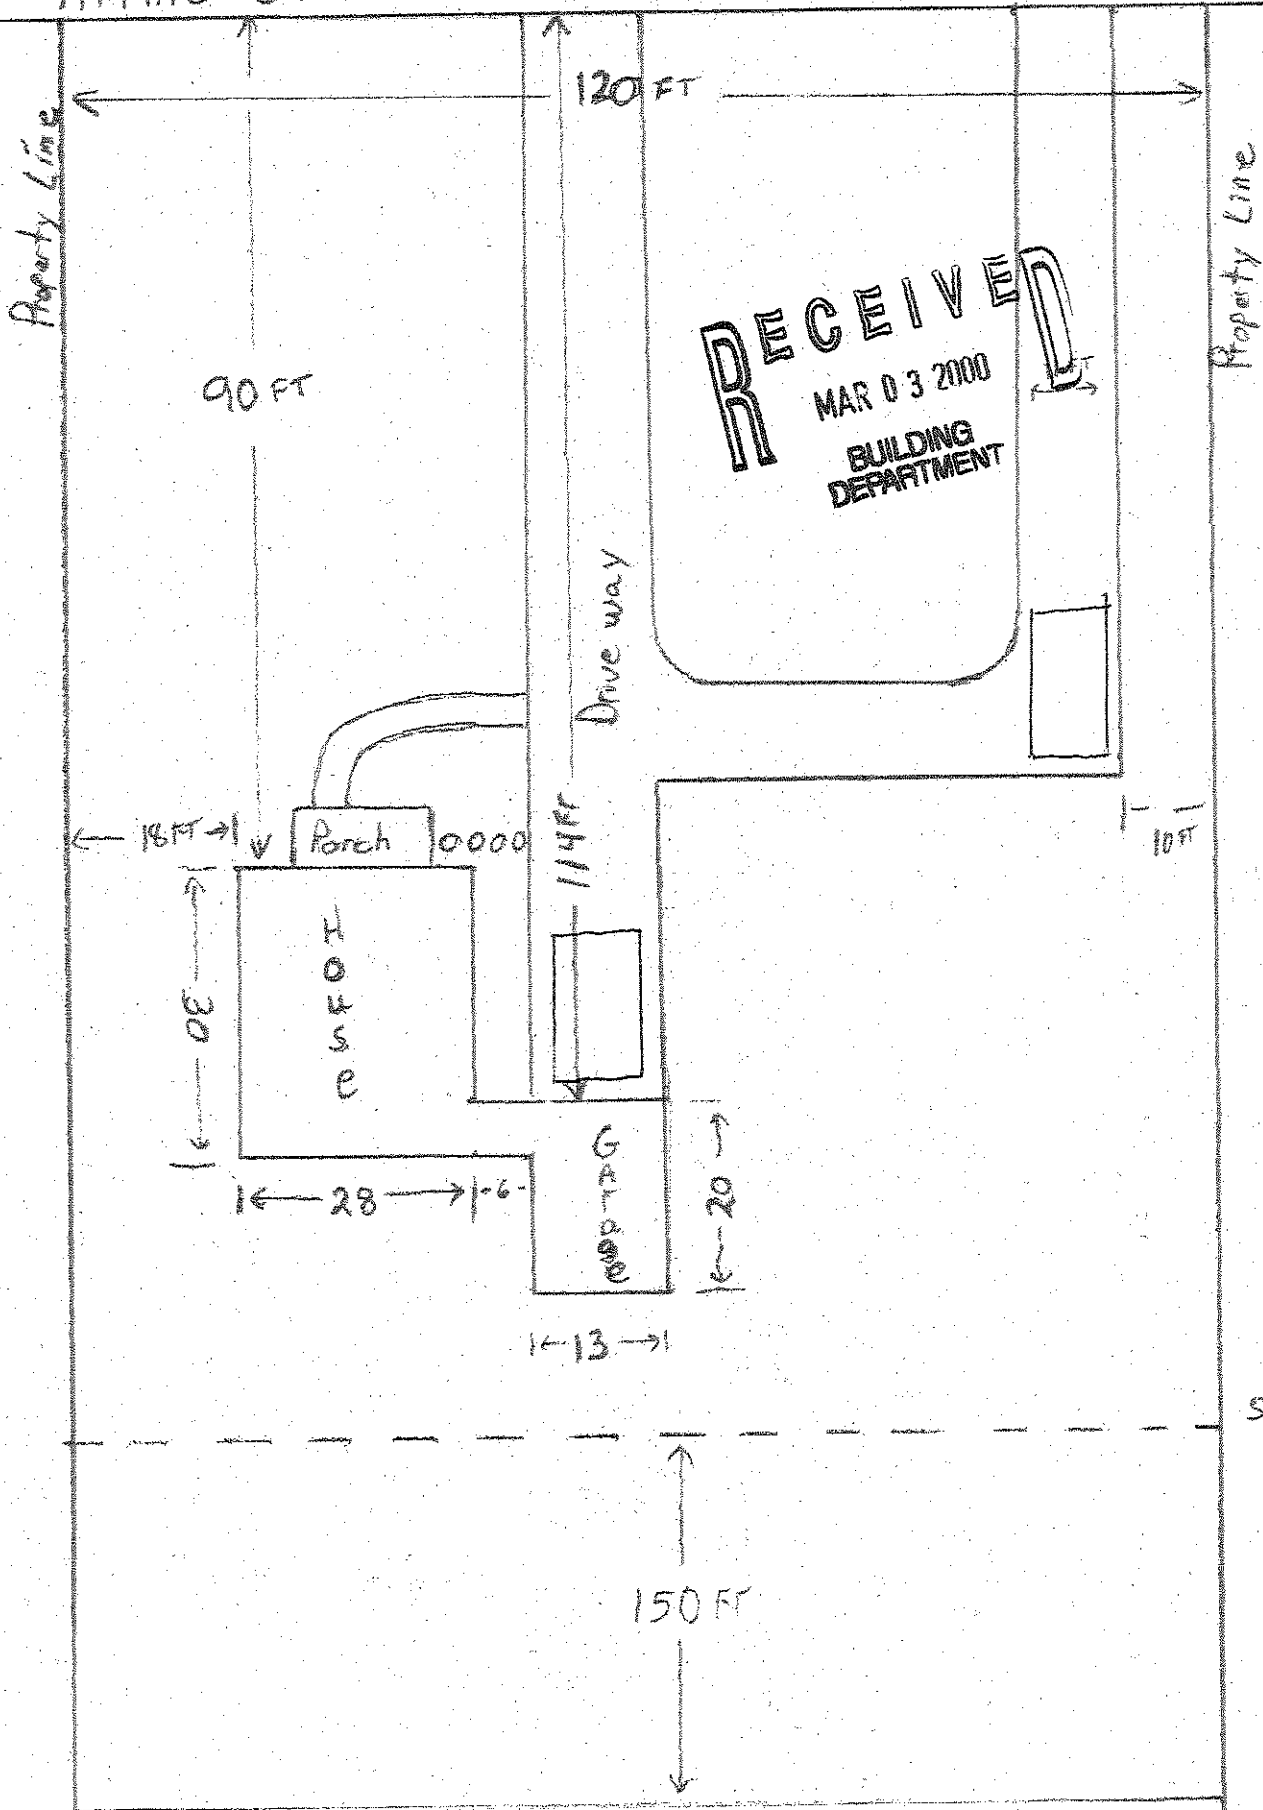 120 FT
Property Line
Property Line
RECEIVED
MAR 03 2000
BUILDING
DEPARTMENT
90 FT
Drive way
18 FT
Porch
0000
114 FT
10 FT
House
30
28
6
Garage
20
13
S
150 FT